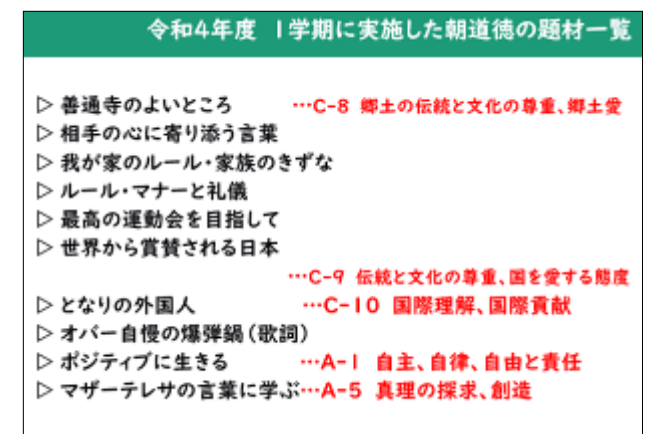 令和4年度 1学期に実施した朝道徳の題材一覧
▷ 善通寺のよいところ …C-8 郷土の伝統と文化の尊重、郷土愛
▷ 相手の心に寄り添う言葉
▷ 我が家のルール・家族のきずな
▷ ルール・マナーと礼儀
▷ 最高の運動会を目指して
▷ 世界から賞賛される日本
…C-9 伝統と文化の尊重、国を愛する態度
▷ となりの外国人 …C-10 国際理解、国際貢献
▷ オバー自慢の爆弾鍋(歌詞)
▷ ポジティブに生きる …A-1 自主、自律、自由と責任
▷ マザーテレサの言葉に学ぶ…A-5 真理の探求、創造